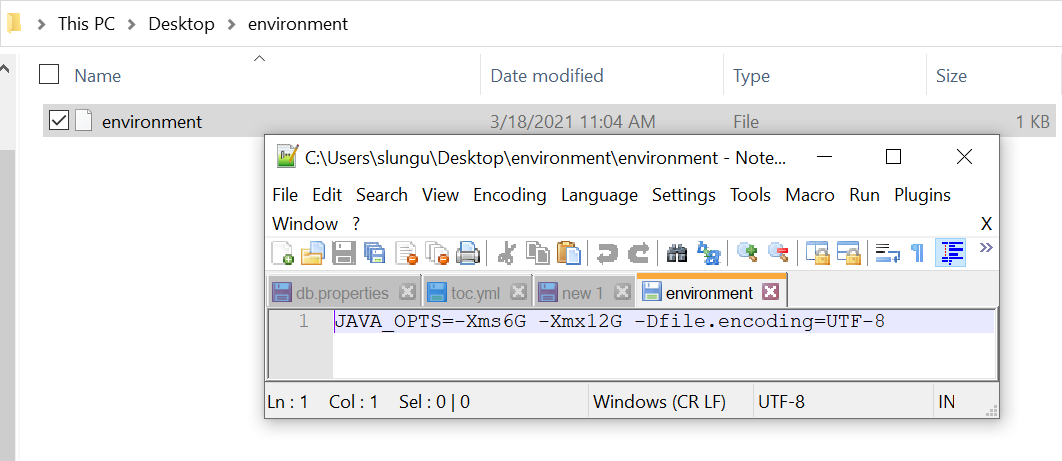 This PC > Desktop > environment
Name Date modified Type Size
environment 3/18/2021 11:04 AM File 1 KB
C:\Users\slungu\Desktop\environment\environment - Note...
File Edit Search View Encoding Language Settings Tools Macro Run Plugins
Window ? X
db.properties toc.yml new 1 environment
1 JAVA_OPTS=-Xms6G -Xmx12G -Dfile.encoding=UTF-8
Ln : 1 Col : 1 Sel : 0 | 0 Windows (CR LF) UTF-8 IN